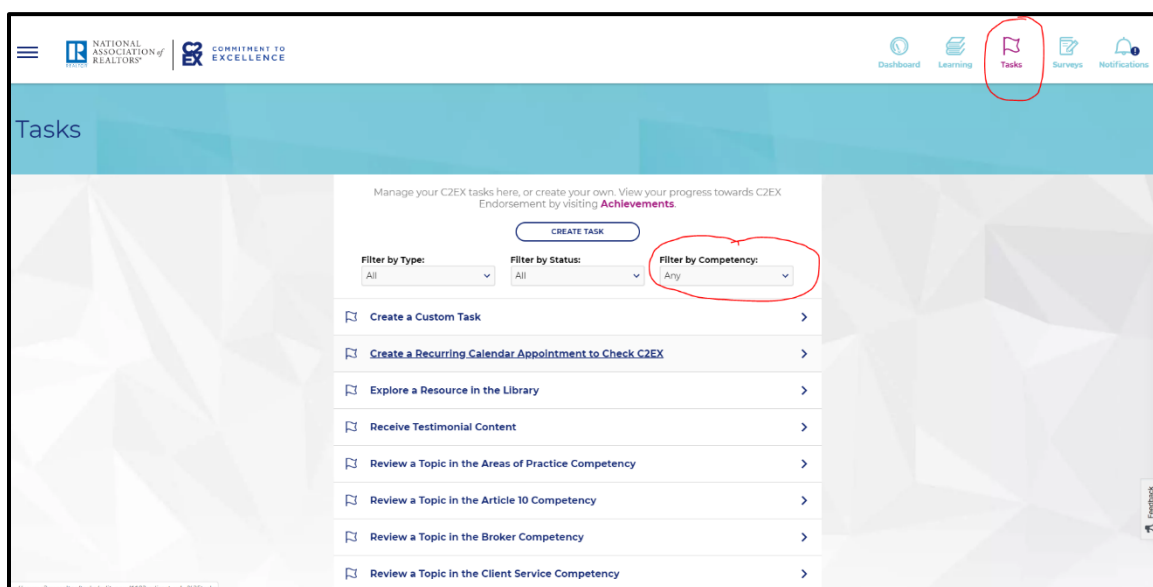 NATIONAL
ASSOCIATION of
REALTORS®
REALTOR
C2
EX
COMMITMENT TO
EXCELLENCE
Dashboard
Learning
Tasks
Surveys
Notifications
Tasks
Manage your C2EX tasks here, or create your own. View your progress towards C2EX
Endorsement by visiting Achievements.
CREATE TASK
Filter by Type:
Filter by Status:
Filter by Competency:
All
All
Any
Create a Custom Task
Create a Recurring Calendar Appointment to Check C2EX
Explore a Resource in the Library
Receive Testimonial Content
Review a Topic in the Areas of Practice Competency
Review a Topic in the Article 10 Competency
Review a Topic in the Broker Competency
Review a Topic in the Client Service Competency
Feedback